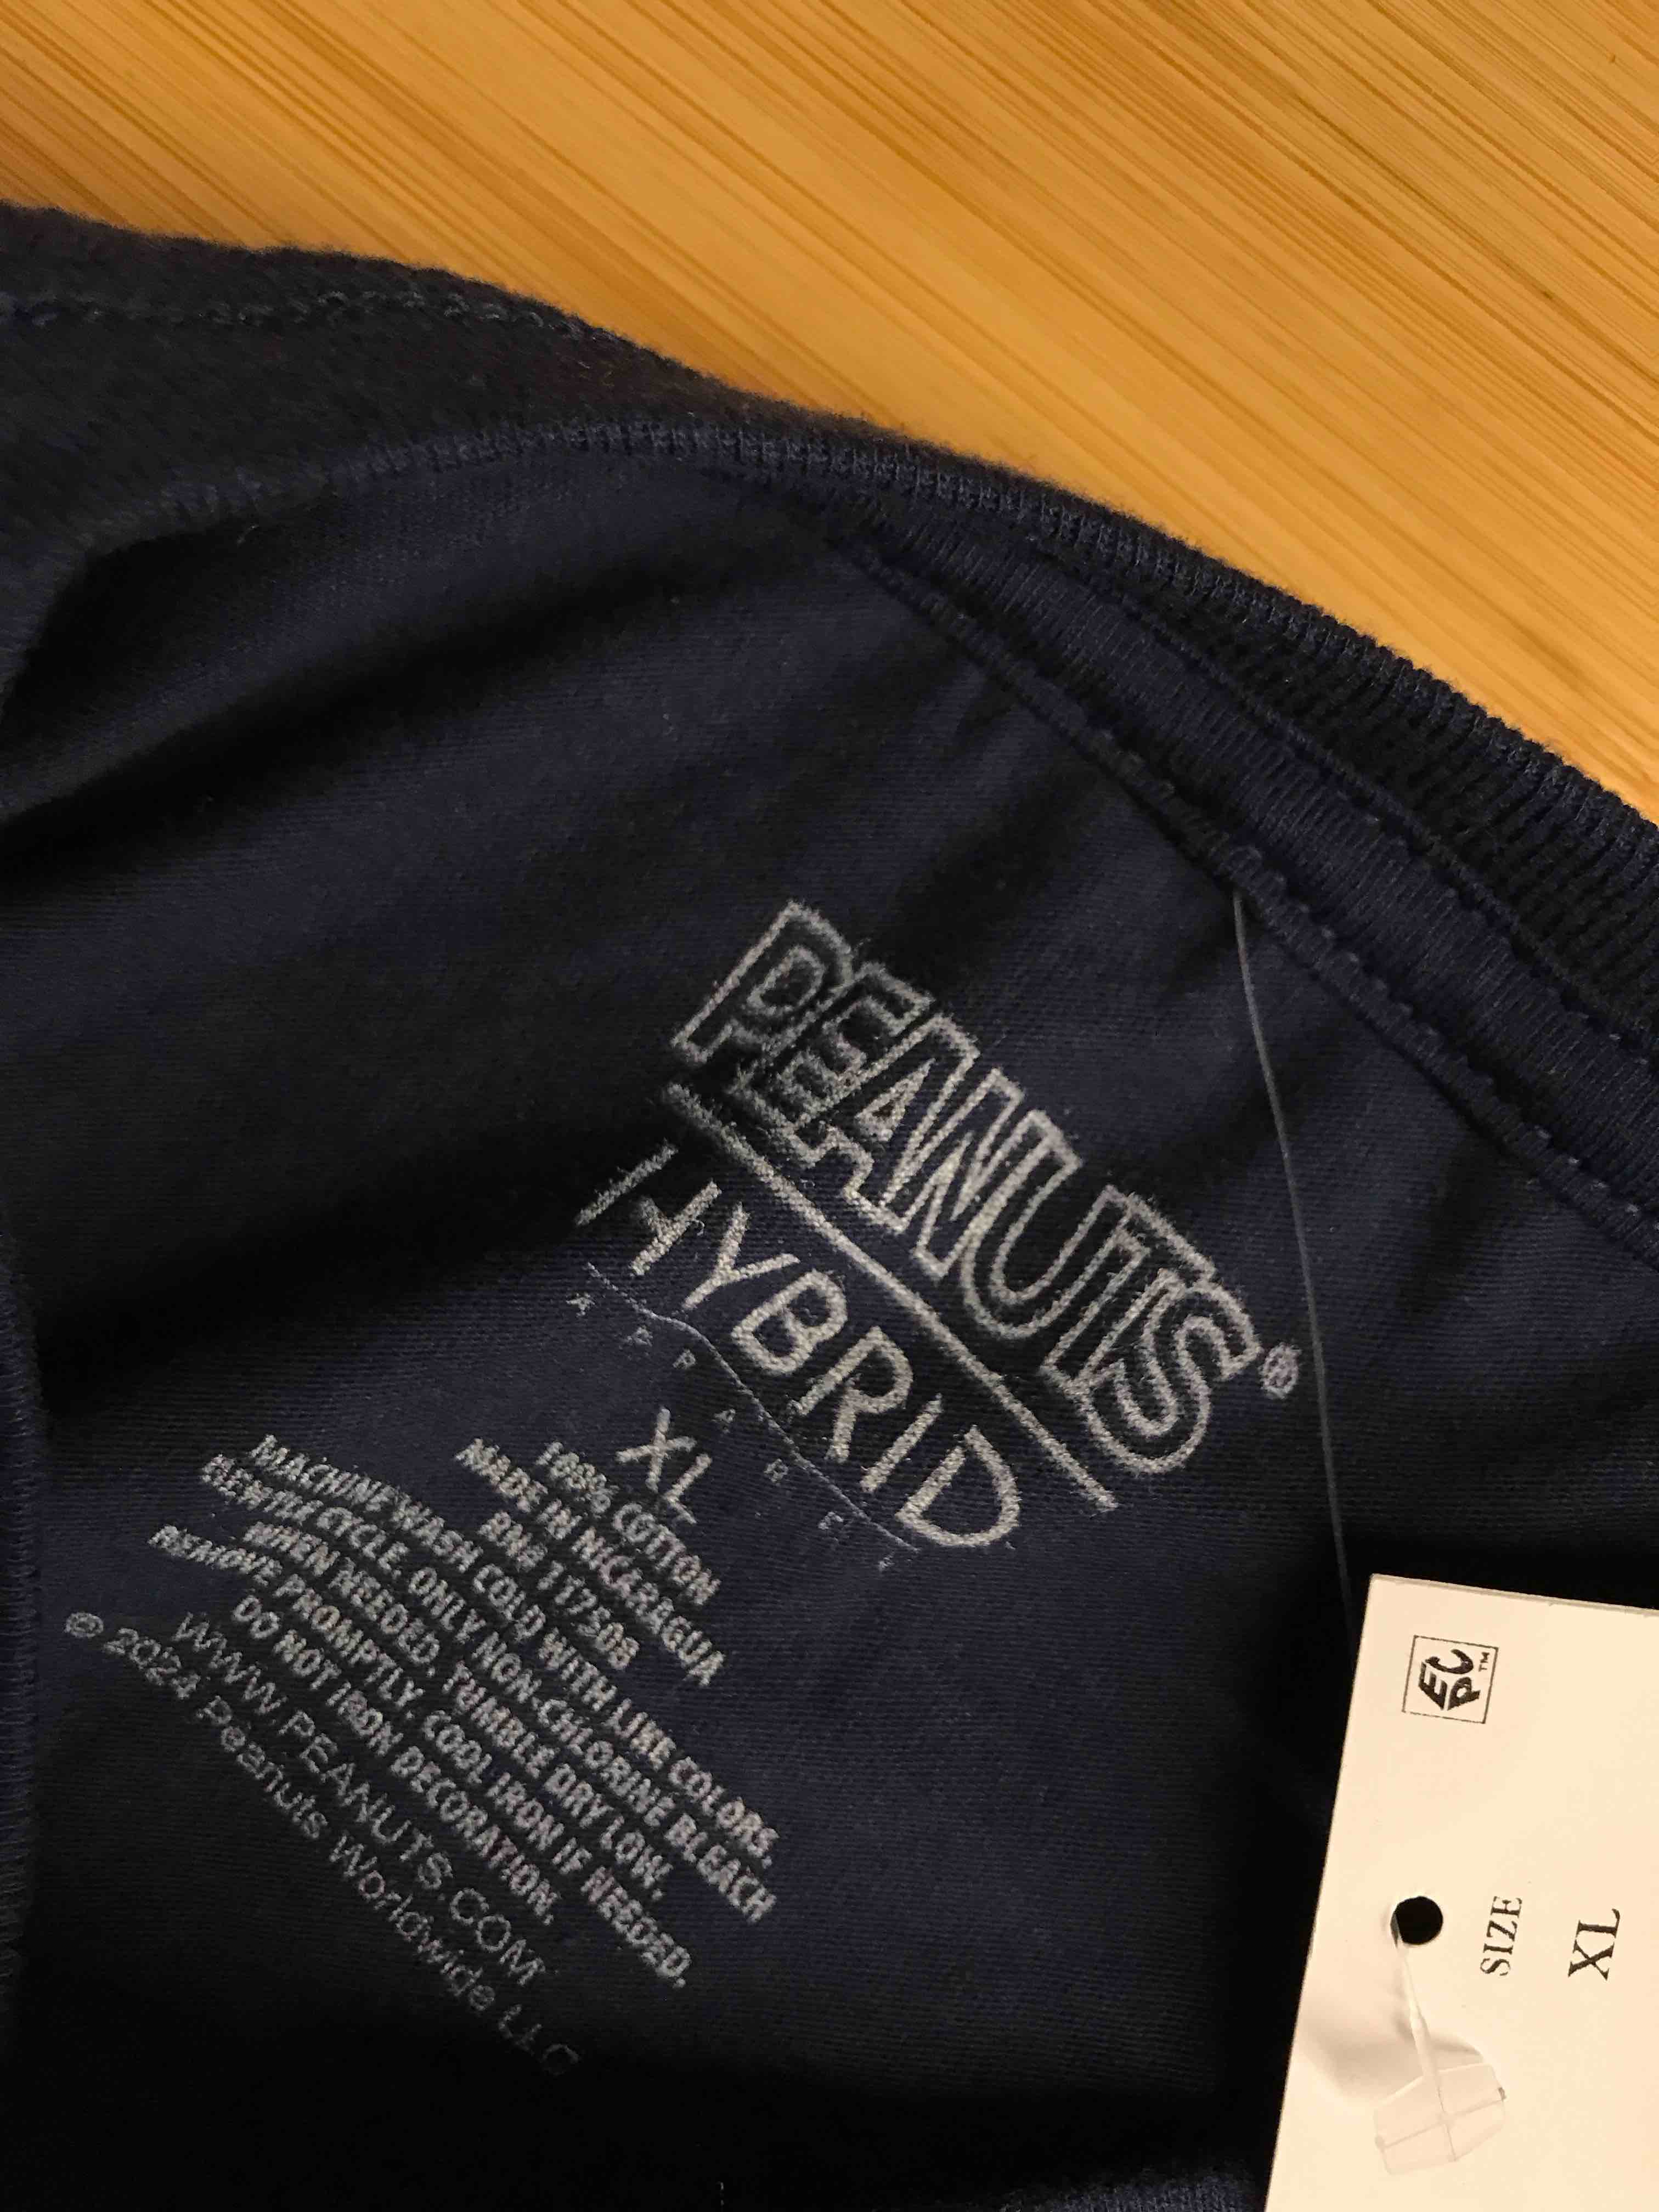 PEANUTS®
HYBRID
APPAREL
XL
100% COTTON
MADE IN NICARAGUA
RN# 117508
MACHINE WASH COLD WITH LIKE COLORS,
GENTLE CYCLE. ONLY NON-CHLORINE BLEACH
WHEN NEEDED. TUMBLE DRY LOW,
REMOVE PROMPTLY. COOL IRON IF NEEDED.
DO NOT IRON DECORATION.
WWW.PEANUTS.COM
© 2024 Peanuts Worldwide LLC
ECP™
SIZE
XL